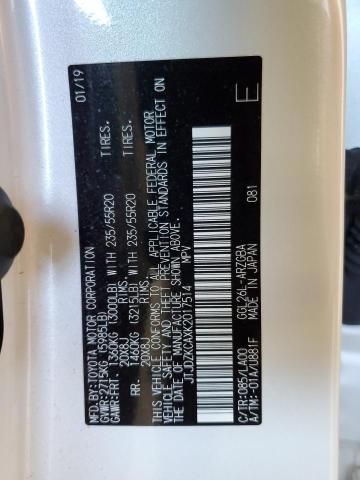 MFD.BY:TOYOTA MOTOR CORPORATION 01/19
GVWR:2715KG (5985LB)
GAWR:FRT. 1360KG (3000LB) WITH 235/55R20
20X8J RIMS,
RR. 1460KG (3215LB) WITH 235/55R20
20X8J RIMS,
THIS VEHICLE CONFORMS TO ALL APPLICABLE FEDERAL MOTOR
VEHICLE SAFETY AND THEFT PREVENTION STANDARDS IN EFFECT ON
THE DATE OF MANUFACTURE SHOWN ABOVE.
JTJDZKCAXK2017514 MPV
C/TR:085/LA00 GGL26L-ARZGBA
A/TM:-01A/U881F MADE IN JAPAN 081
E